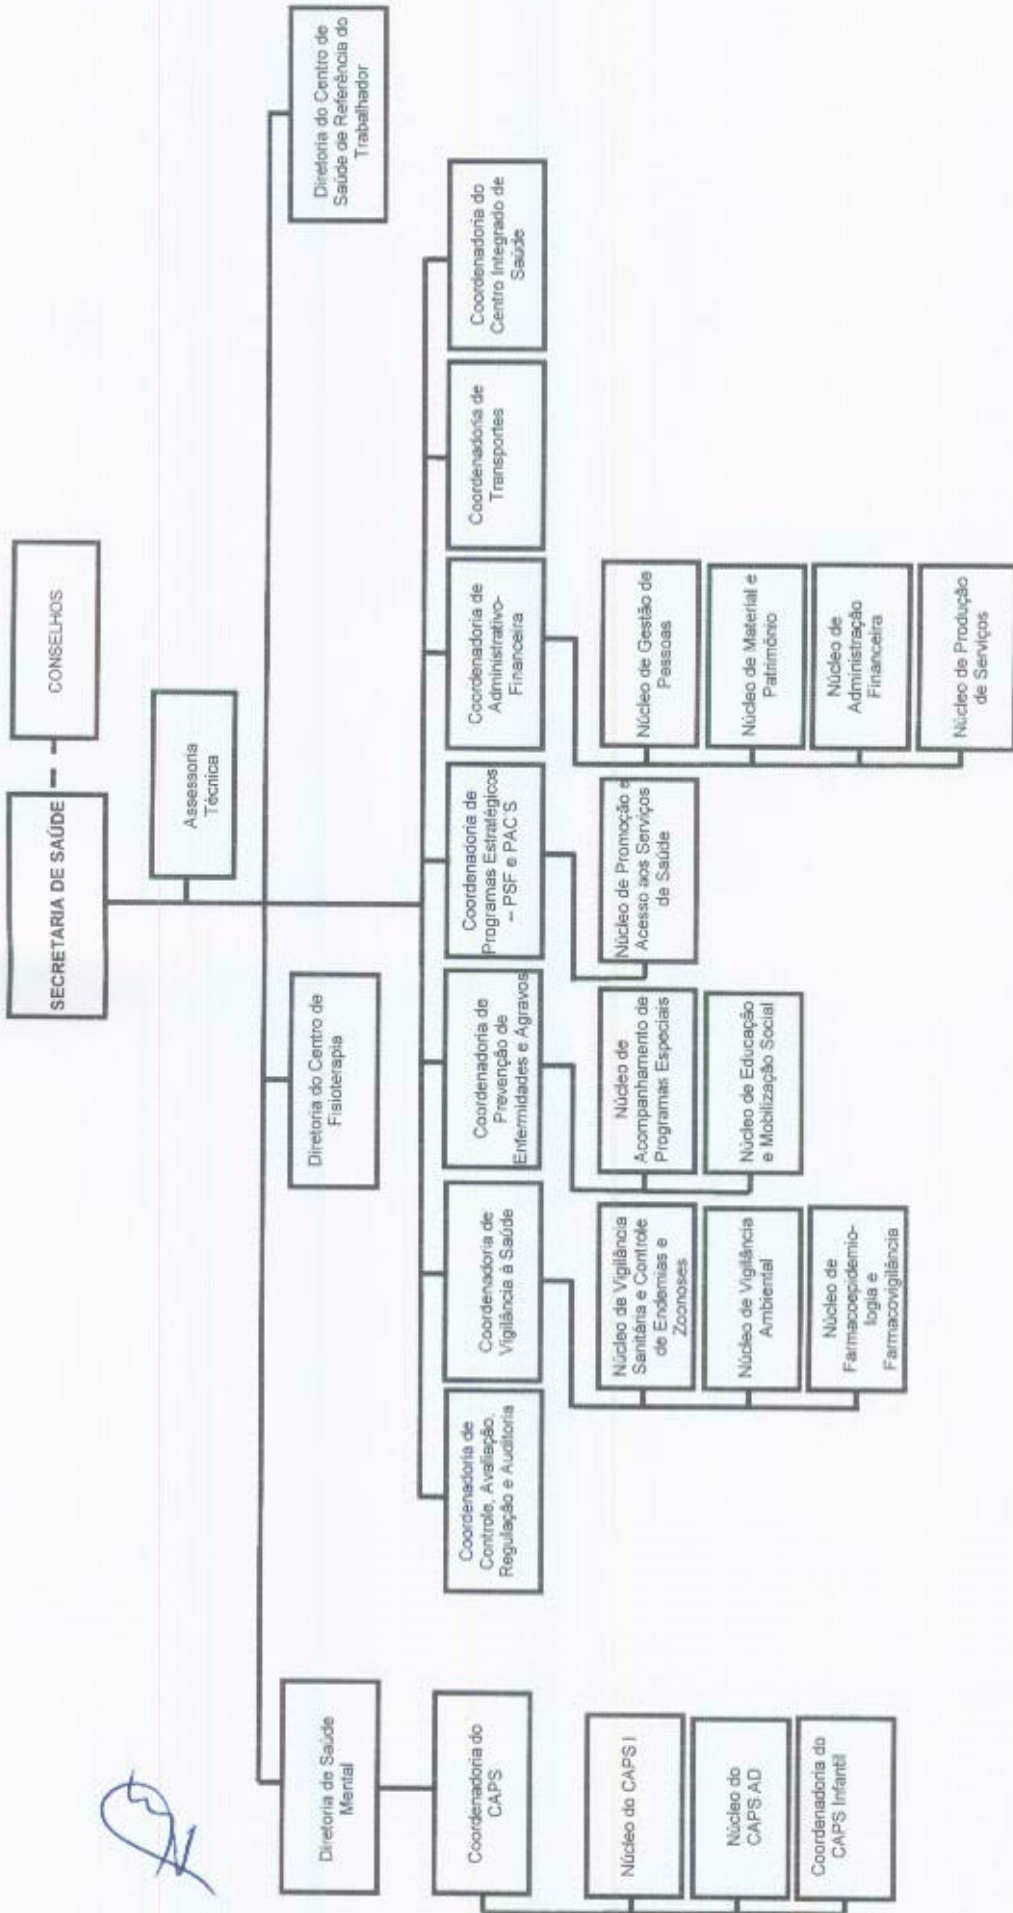 SECRETARIA DE SAÚDE
CONSELHOS
Assessoria
Técnica
Diretoria de Saúde
Mental
Diretoria do Centro de
Fisioterapia
Diretoria do Centro de
Saúde de Referência do
Trabalhador
Coordenadoria do
CAPS
Coordenadoria de
Controle, Avaliação,
Regulação e Auditoria
Coordenadoria de
Vigilância à Saúde
Coordenadoria de
Prevenção de
Enfermidades e Agravos
Coordenadoria de
Programas Estratégicos
– PSF e PAC'S
Coordenadoria de
Administrativo-
Financeira
Coordenadoria de
Transportes
Coordenadoria do
Centro Integrado de
Saúde
Núcleo do CAPS I
Núcleo do
CAPS AD
Coordenadoria do
CAPS Infantil
Núcleo de Vigilância
Sanitária e Controle
de Endemias e
Zoonoses
Núcleo de Vigilância
Ambiental
Núcleo de
Farmacoepidemio-
logia e
Farmacovigilância
Núcleo de
Acompanhamento de
Programas Especiais
Núcleo de Educação
e Mobilização Social
Núcleo de Promoção e
Acesso aos Serviços
de Saúde
Núcleo de Gestão de
Pessoas
Núcleo de Material e
Patrimônio
Núcleo de
Administração
Financeira
Núcleo de Produção
de Serviços